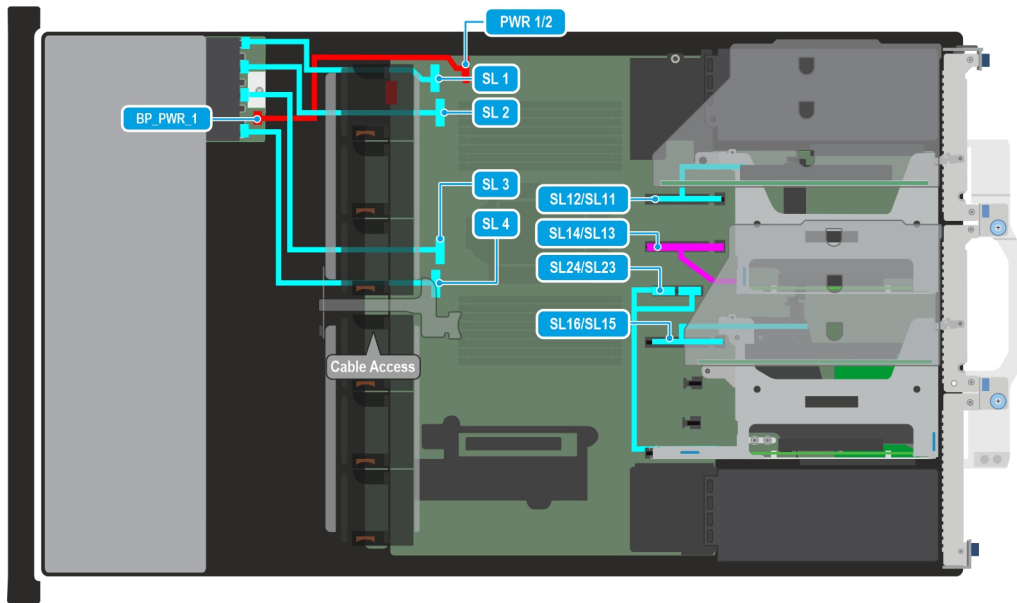 PWR 1/2
SL 1
SL 2
BP_PWR_1
SL 3
SL12/SL11
SL 4
SL14/SL13
SL24/SL23
SL16/SL15
Cable Access